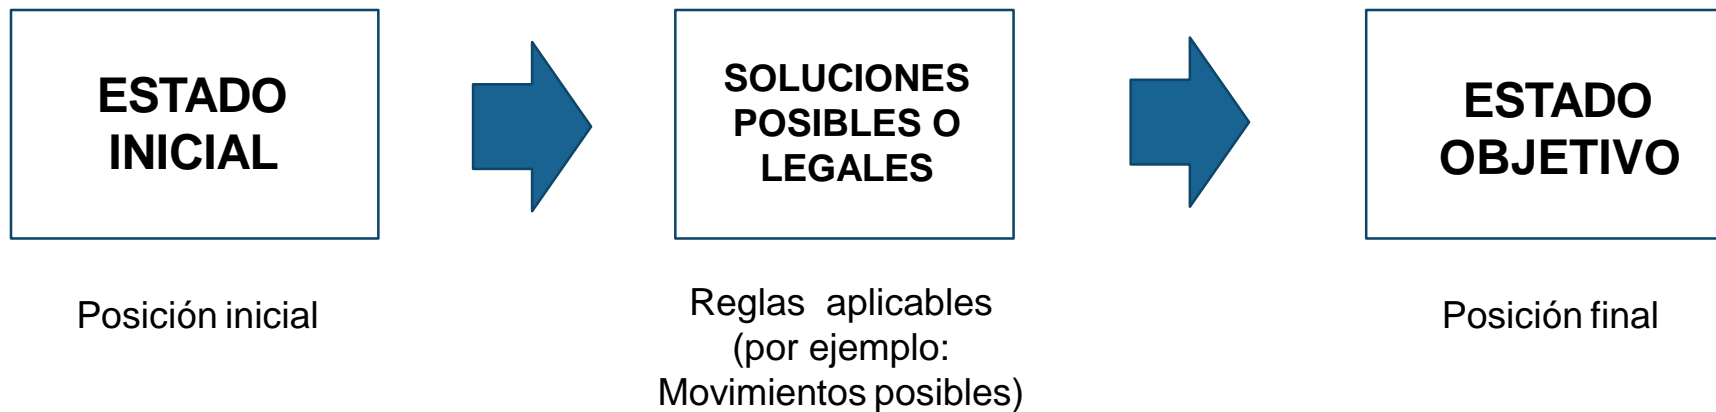 ESTADO
INICIAL
SOLUCIONES
POSIBLES O
LEGALES
ESTADO
OBJETIVO
Posición inicial
Reglas aplicables
(por ejemplo:
Movimientos posibles)
Posición final